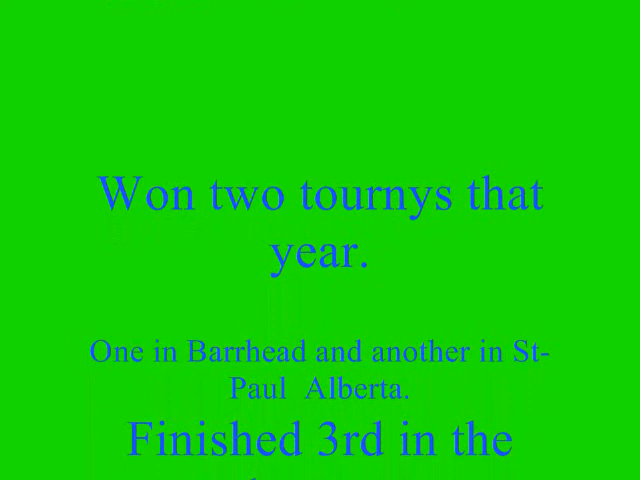 Won two tournys that
year.
One in Barrhead and another in St-
Paul  Alberta.
Finished 3rd in the